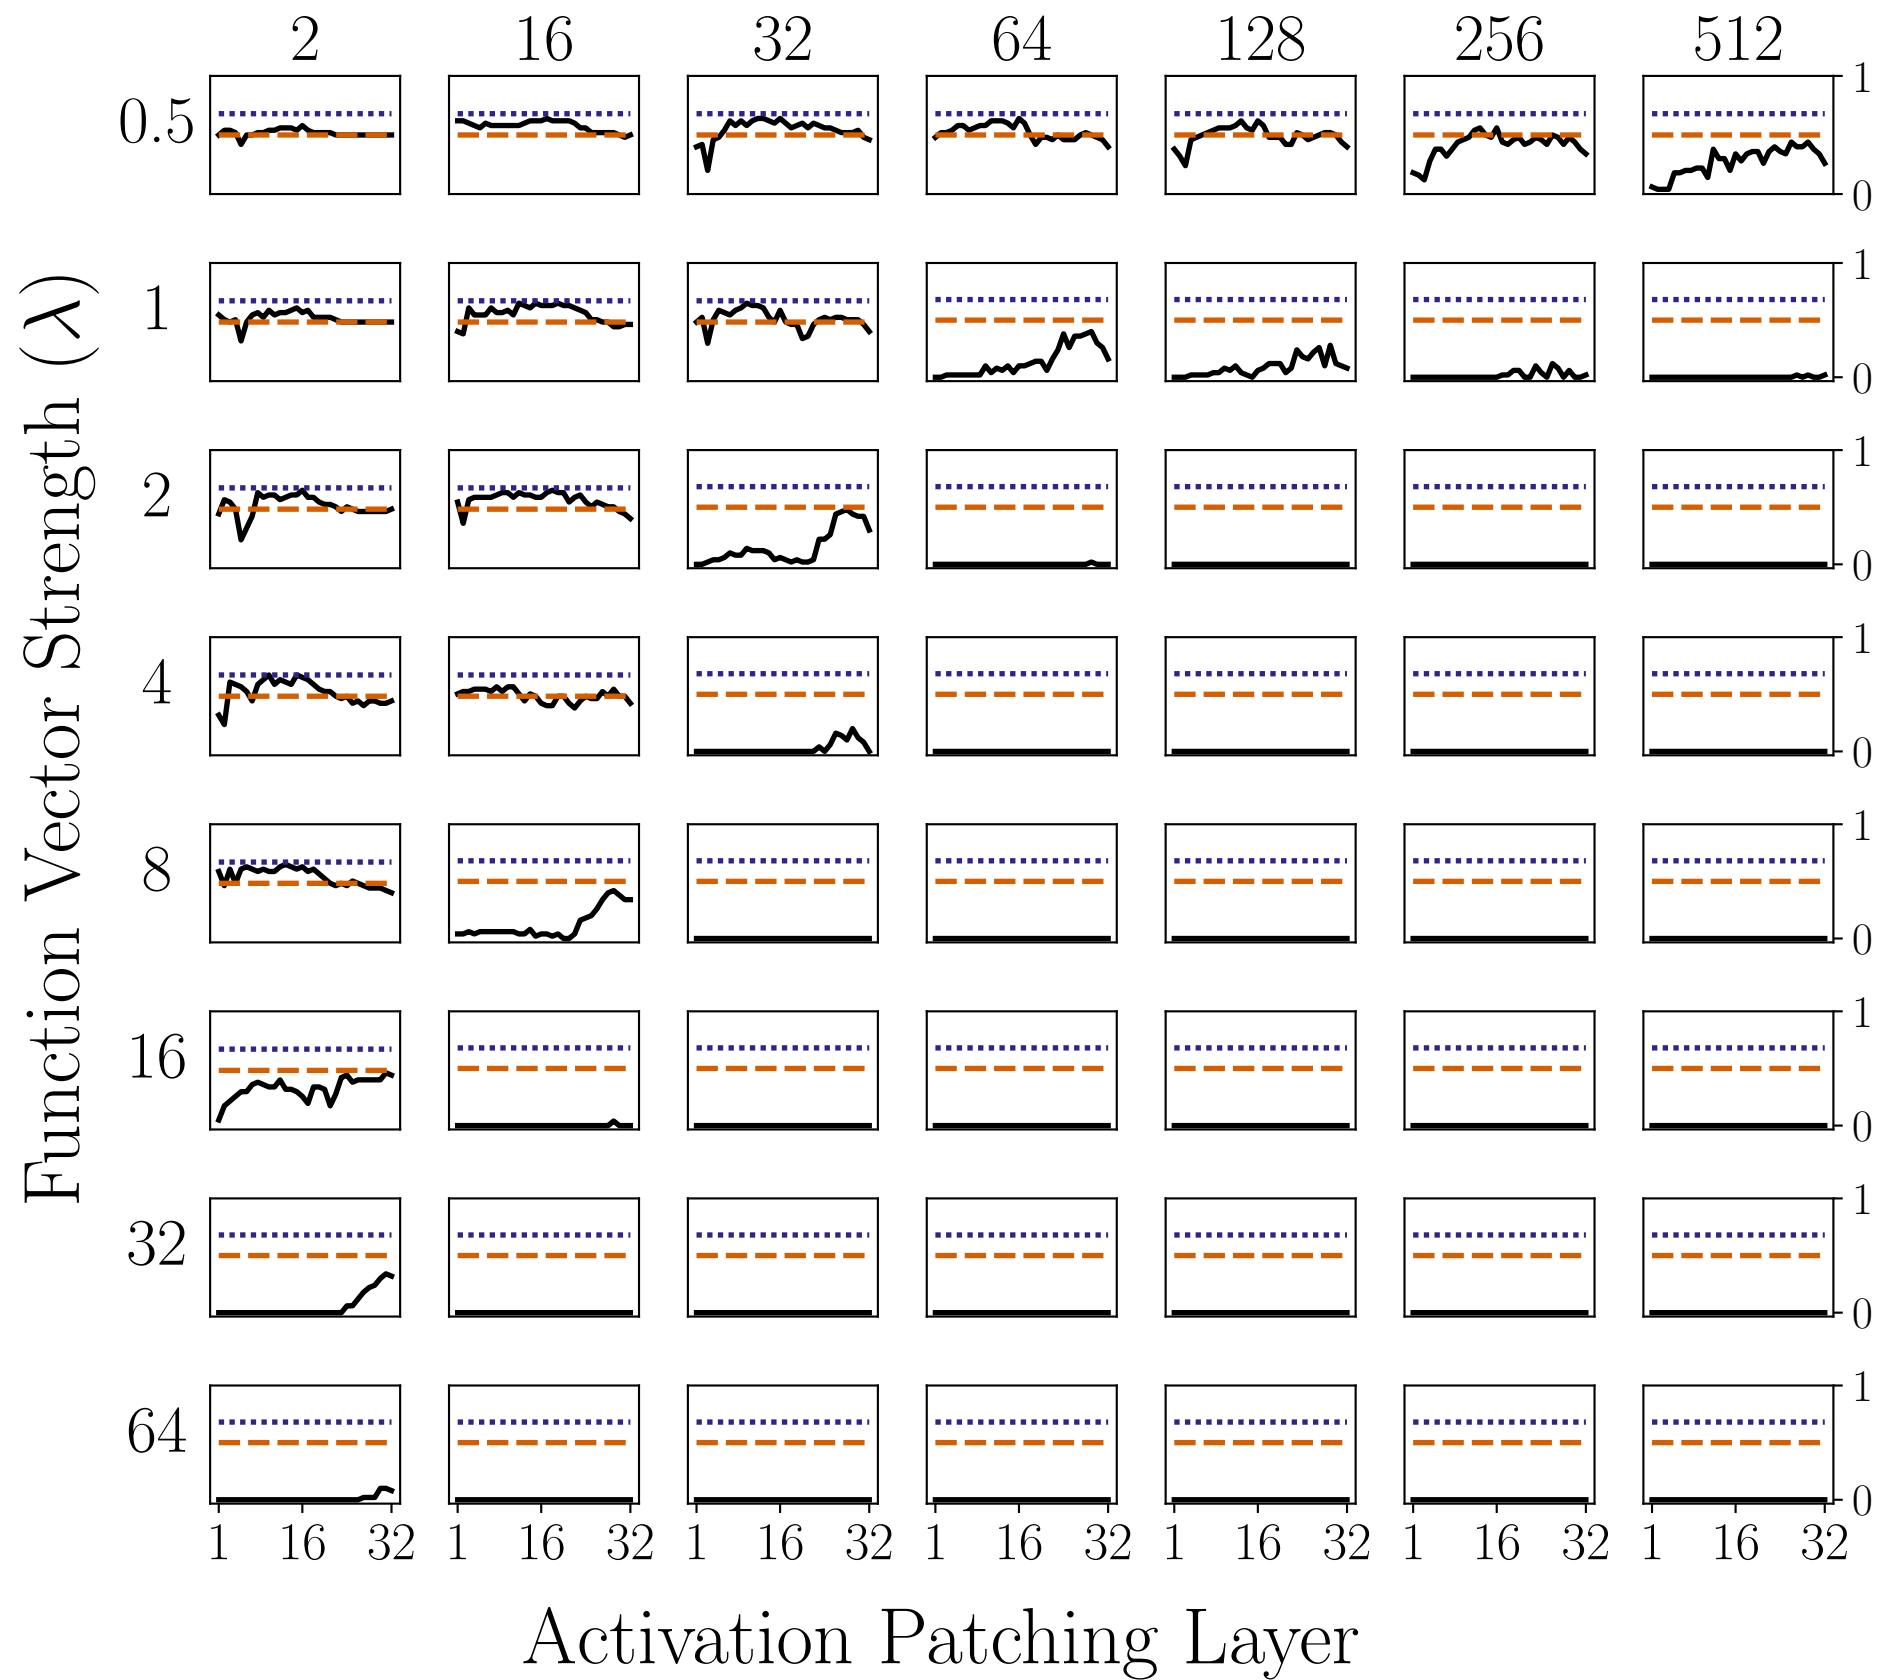 2 16 32 64 128 256 512
Function Vector Strength (λ)
0.5 1 0
1 1 0
2 1 0
4 1 0
8 1 0
16 1 0
32 1 0
64 1 0
1 16 32 1 16 32 1 16 32 1 16 32 1 16 32 1 16 32 1 16 32
Activation Patching Layer